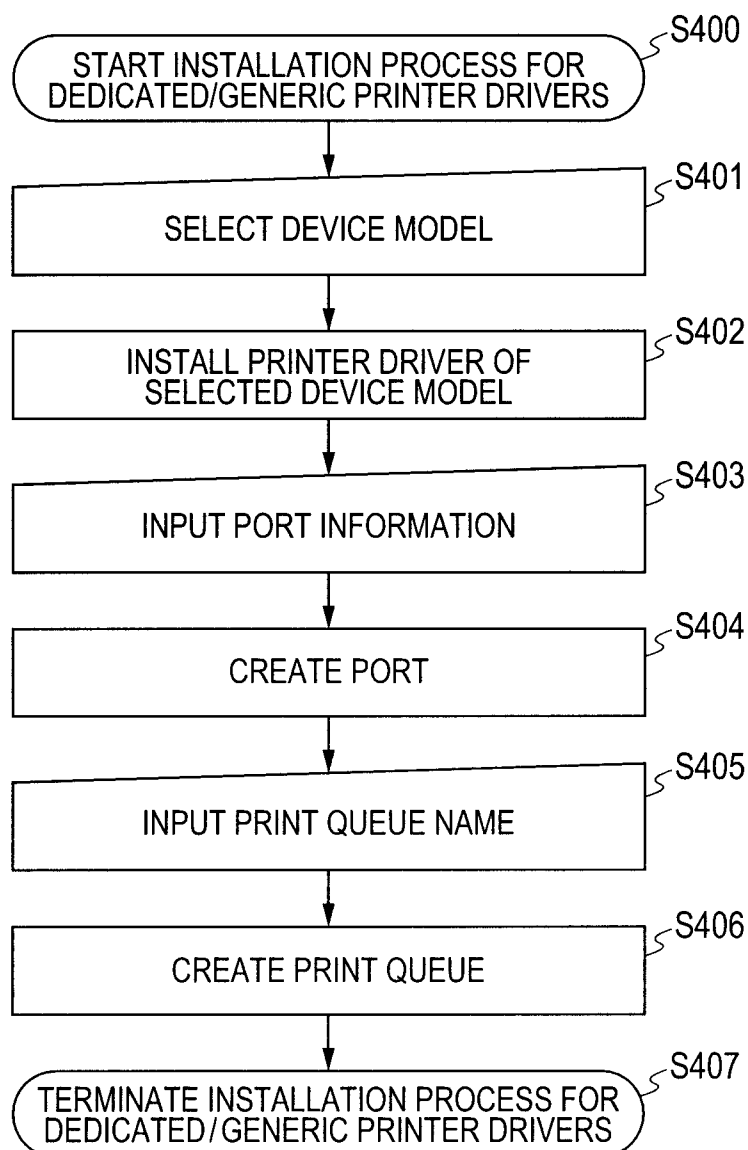 S400
START INSTALLATION PROCESS FOR
DEDICATED/GENERIC PRINTER DRIVERS
S401
SELECT DEVICE MODEL
S402
INSTALL PRINTER DRIVER OF
SELECTED DEVICE MODEL
S403
INPUT PORT INFORMATION
S404
CREATE PORT
S405
INPUT PRINT QUEUE NAME
S406
CREATE PRINT QUEUE
S407
TERMINATE INSTALLATION PROCESS FOR
DEDICATED/GENERIC PRINTER DRIVERS